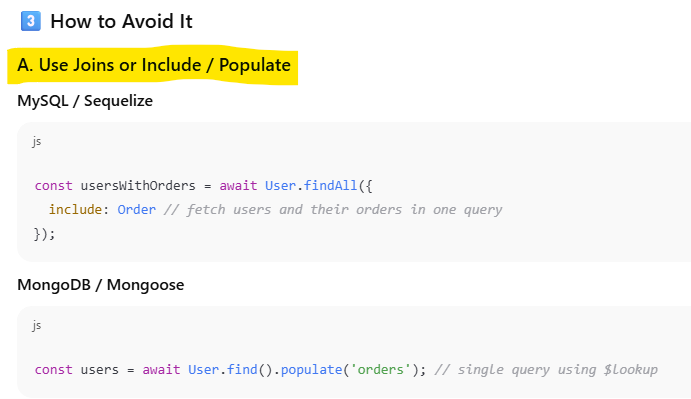 3 How to Avoid It
A. Use Joins or Include / Populate
MySQL / Sequelize
js
const usersWithOrders = await User.findAll({
  include: Order // fetch users and their orders in one query
});
MongoDB / Mongoose
js
const users = await User.find().populate('orders'); // single query using $lookup